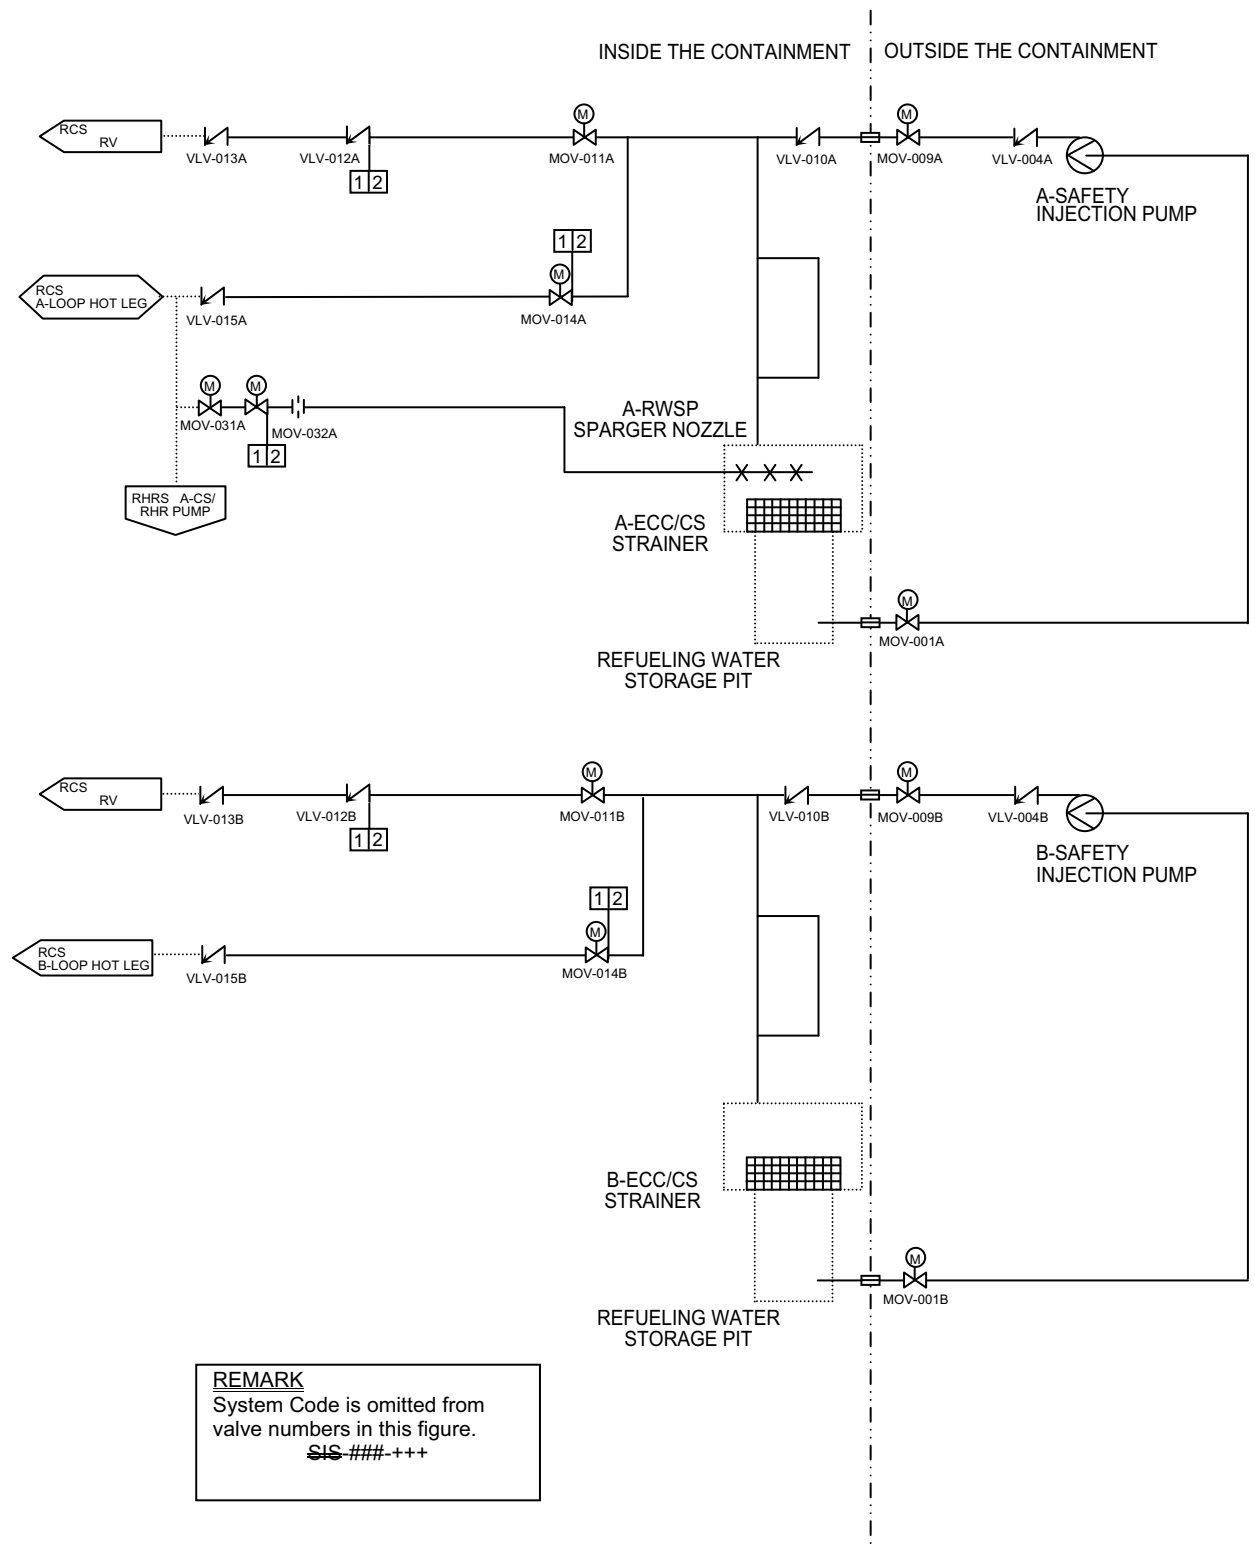 INSIDE THE CONTAINMENT
OUTSIDE THE CONTAINMENT
M
M
RCS
RV
VLV-013A
VLV-012A
MOV-011A
VLV-010A
MOV-009A
VLV-004A
1 2
A-SAFETY
INJECTION PUMP
1 2
M
RCS
A-LOOP HOT LEG
VLV-015A
MOV-014A
M
M
A-RWSP
SPARGER NOZZLE
MOV-031A
MOV-032A
1 2
RHRS A-CS/
RHR PUMP
A-ECC/CS
STRAINER
M
MOV-001A
REFUELING WATER
STORAGE PIT
M
M
RCS
RV
VLV-013B
VLV-012B
MOV-011B
VLV-010B
MOV-009B
VLV-004B
1 2
B-SAFETY
INJECTION PUMP
1 2
M
RCS
B-LOOP HOT LEG
VLV-015B
MOV-014B
B-ECC/CS
STRAINER
M
MOV-001B
REFUELING WATER
STORAGE PIT
REMARK
System Code is omitted from
valve numbers in this figure.
SIS-###-+++